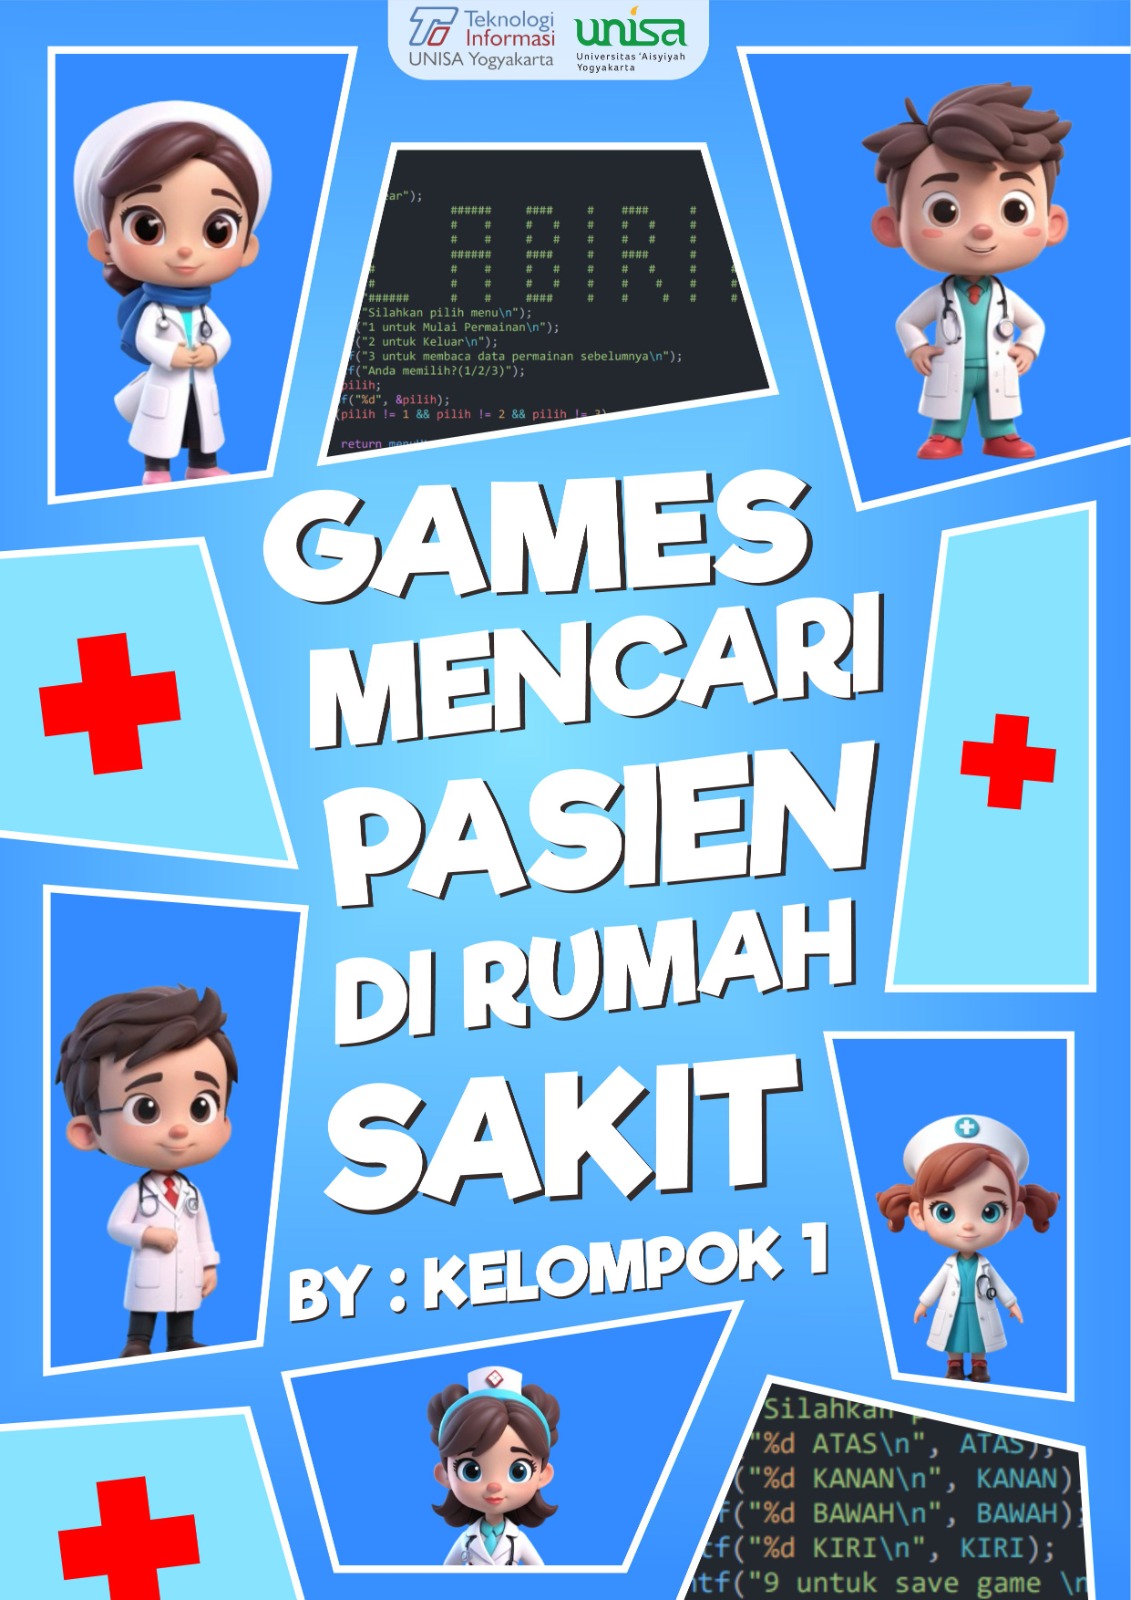 Teknologi
Informasi
UNISA Yogyakarta
unisa
Universitas 'Aisyiyah
Yogyakarta
ear");
"Silahkan pilih menu\n");
("1 untuk Mulai Permainan\n");
("2 untuk Keluar\n");
f("3 untuk membaca data permainan sebelumnya\n");
f("Anda memilih?(1/2/3)");
pilih;
f("%d", &pilih);
(pilih != 1 && pilih != 2 && pilih != 3)
return
GAMES
MENCARI
PASIEN
DI RUMAH
SAKIT
BY : KELOMPOK 1
Silahkan
"%d ATAS\n", ATAS);
("%d KANAN\n", KANAN)
f("%d BAWAH\n", BAWAH);
tf("%d KIRI\n", KIRI);
ntf("9 untuk save game \n